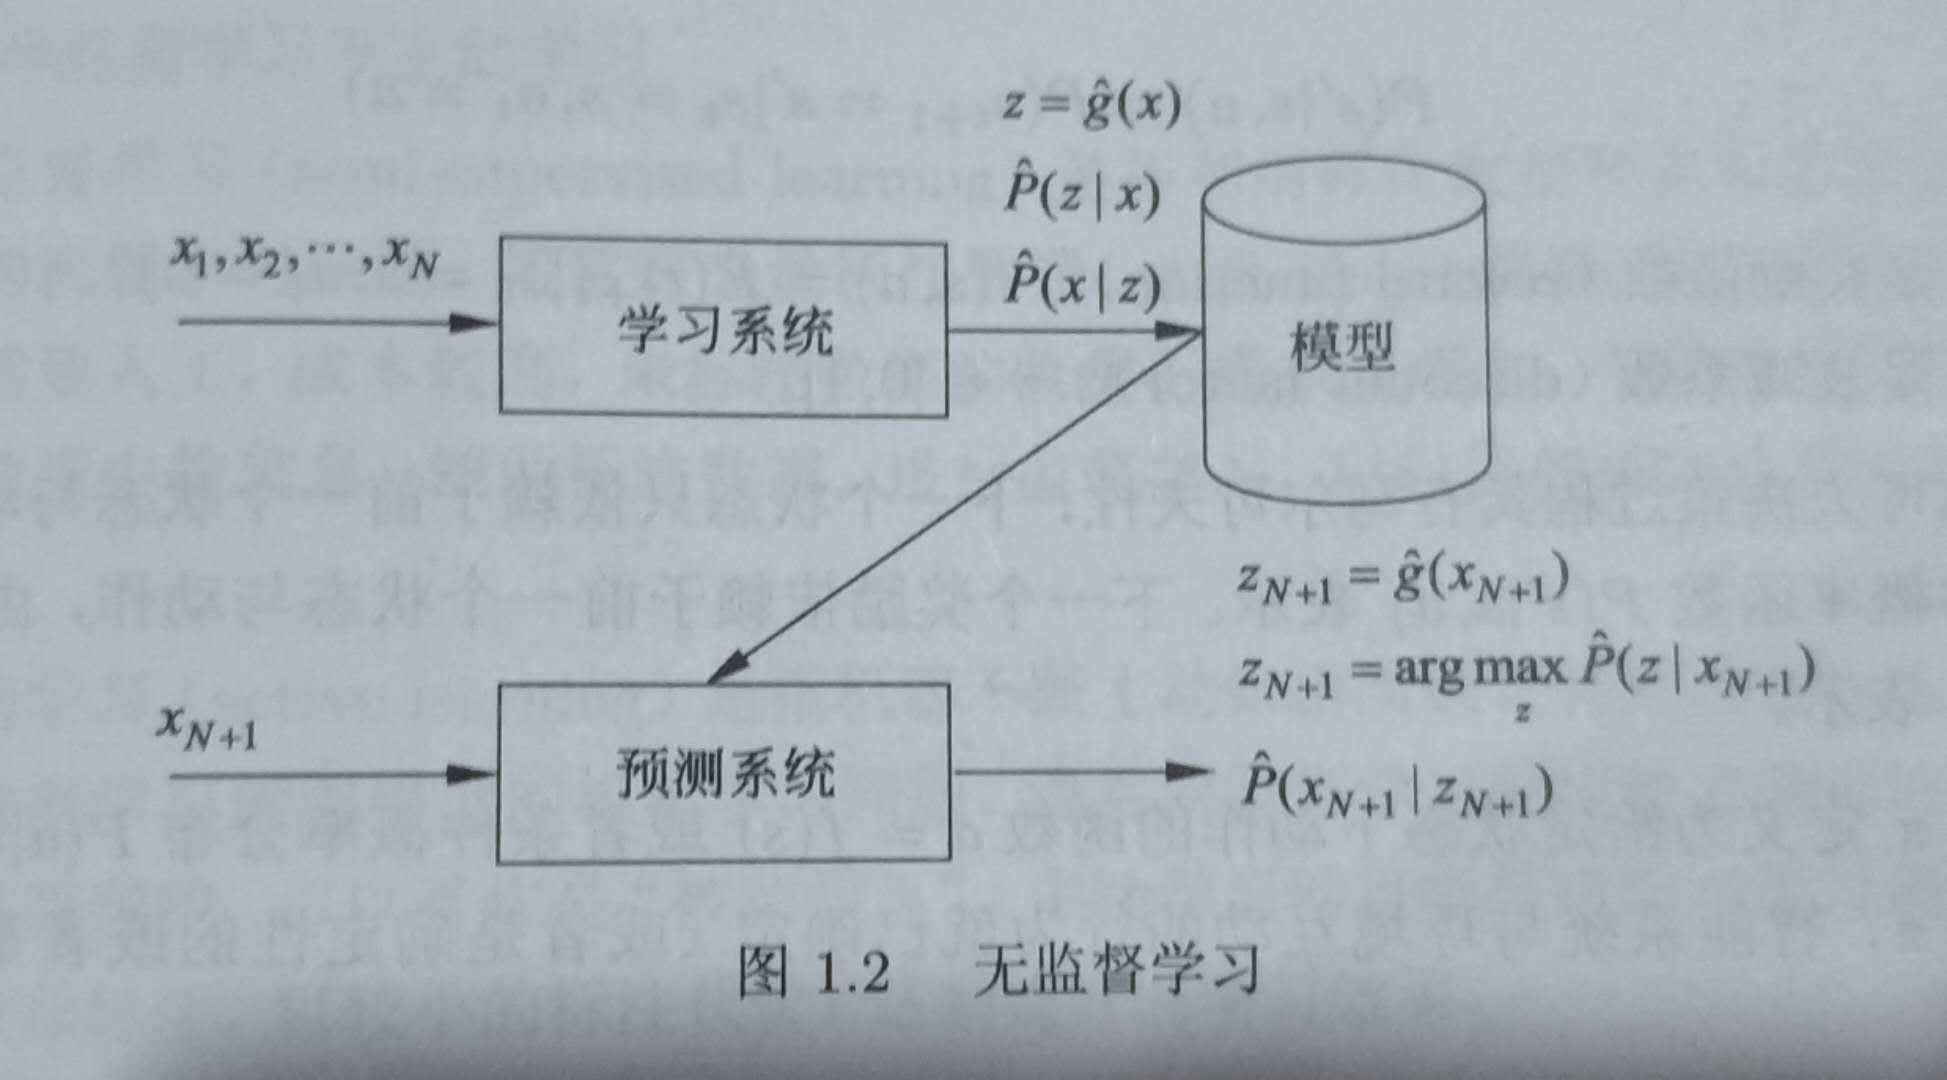 z = ĝ(x)
P̂(z|x)
P̂(x|z)
x₁, x₂, ⋯, x_N
学习系统
模型
z_{N+1} = ĝ(x_{N+1})
z_{N+1} = arg max_z P̂(z|x_{N+1})
x_{N+1}
预测系统
P̂(x_{N+1}|z_{N+1})
图 1.2 无监督学习